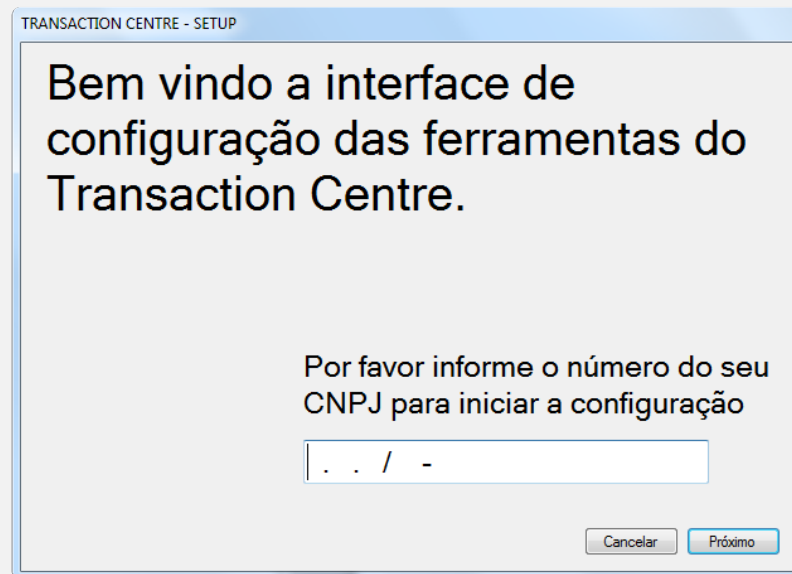 TRANSACTION CENTRE - SETUP
Bem vindo a interface de
configuração das ferramentas do
Transaction Centre.
Por favor informe o número do seu
CNPJ para iniciar a configuração
. . / -
Cancelar Próximo